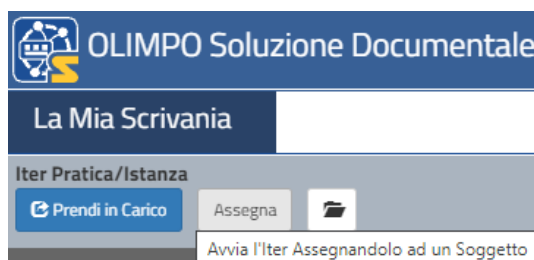 OLIMPO Soluzione Documentale
La Mia Scrivania
Iter Pratica/Istanza
Prendi in Carico Assegna
Avvia l'Iter Assegnandolo ad un Soggetto